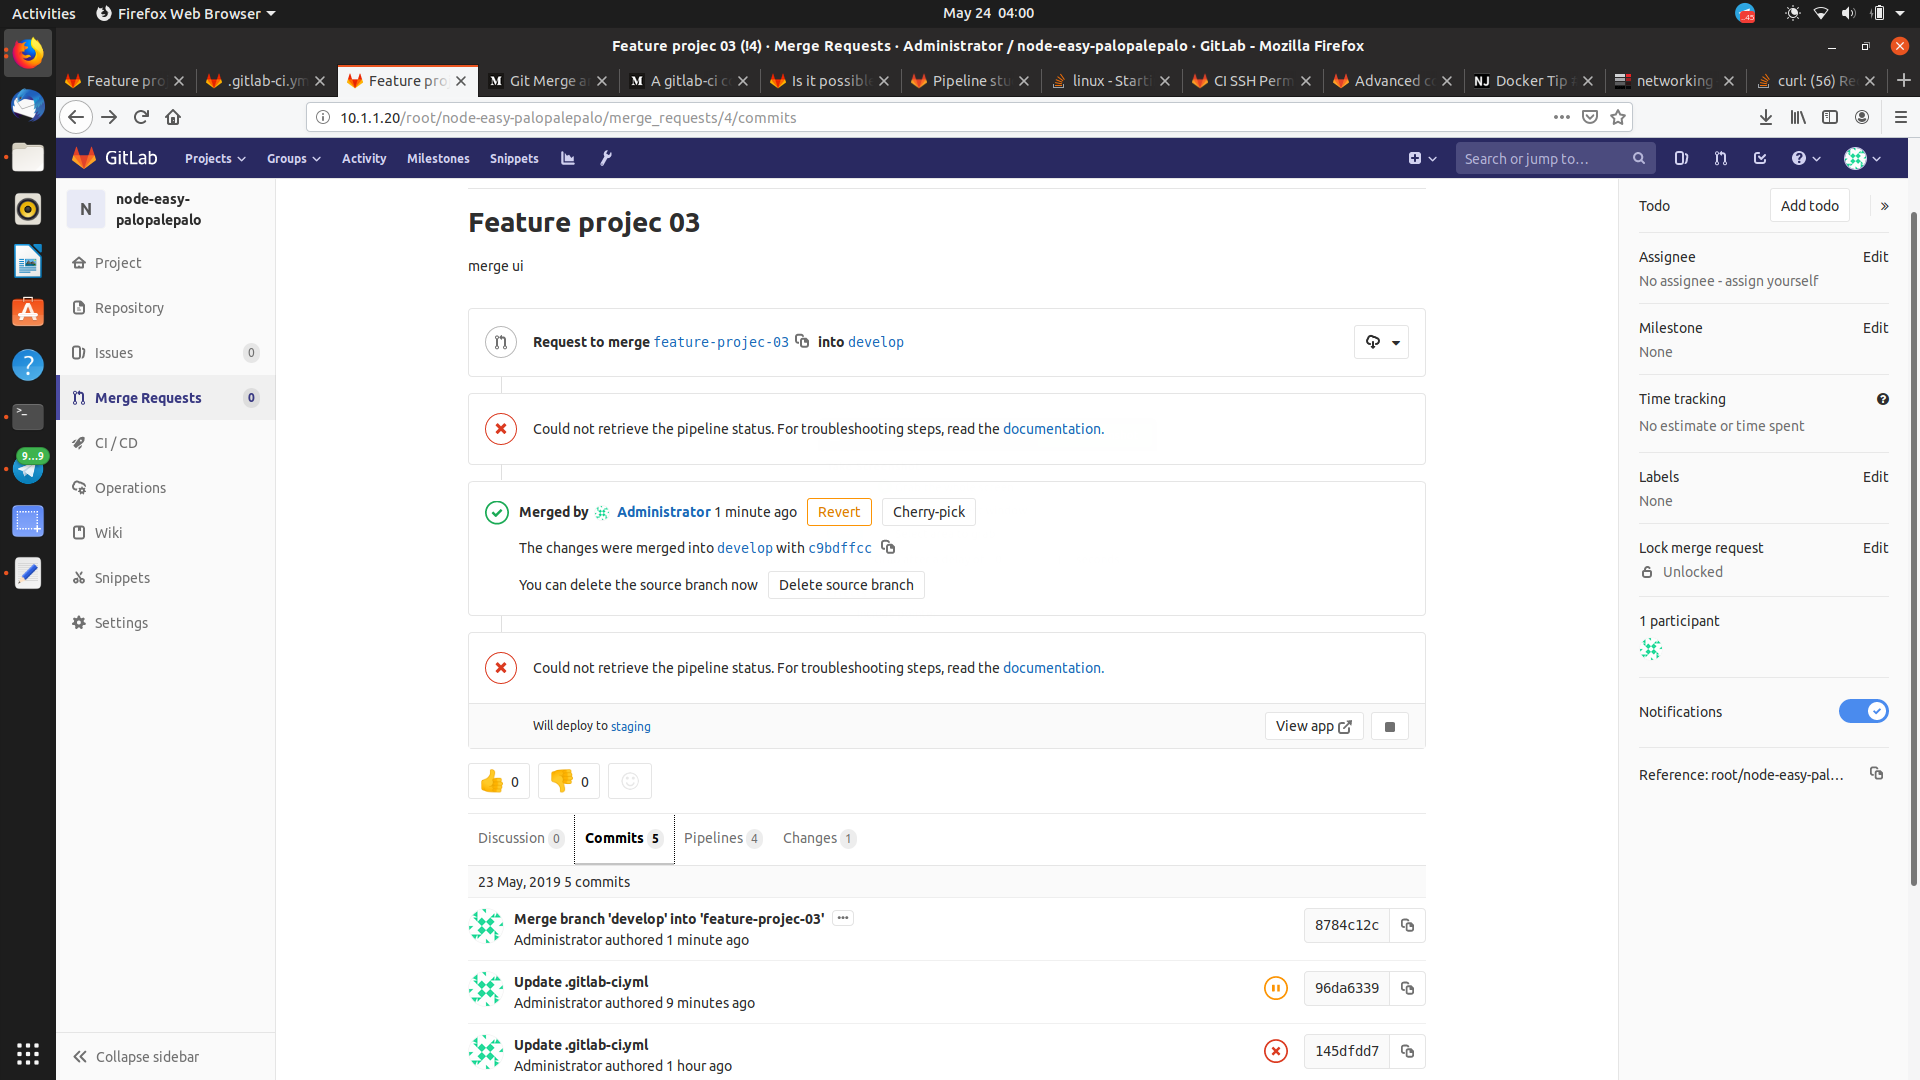 Activities
Firefox Web Browser
May 24 04:00
45
Feature projec 03 (!4) · Merge Requests · Administrator / node-easy-palopalepalo · GitLab - Mozilla Firefox
Feature pro
.gitlab-ci.ym
Feature pro
Git Merge a
A gitlab-ci c
Is it possible
Pipeline stu
linux - Start
CI SSH Perm
Advanced c
Docker Tip
networking
curl: (56) Re
10.1.1.20/root/node-easy-palopalepalo/merge_requests/4/commits
GitLab
Projects
Groups
Activity
Milestones
Snippets
Search or jump to…
9…9
N
node-easy-
palopalepalo
Project
Repository
Issues 0
Merge Requests 0
CI / CD
Operations
Wiki
Snippets
Settings
Collapse sidebar
Feature projec 03
merge ui
Request to merge feature-projec-03 into develop
Could not retrieve the pipeline status. For troubleshooting steps, read the documentation.
Merged by Administrator 1 minute ago Revert Cherry-pick
The changes were merged into develop with c9bdffcc
You can delete the source branch now Delete source branch
Could not retrieve the pipeline status. For troubleshooting steps, read the documentation.
Will deploy to staging View app
0 0
Discussion 0 Commits 5 Pipelines 4 Changes 1
23 May, 2019 5 commits
Merge branch 'develop' into 'feature-projec-03'
Administrator authored 1 minute ago
8784c12c
Update .gitlab-ci.yml
Administrator authored 9 minutes ago
96da6339
Update .gitlab-ci.yml
Administrator authored 1 hour ago
145dfdd7
Todo Add todo
Assignee Edit
No assignee - assign yourself
Milestone Edit
None
Time tracking
No estimate or time spent
Labels Edit
None
Lock merge request Edit
Unlocked
1 participant
Notifications
Reference: root/node-easy-pal…